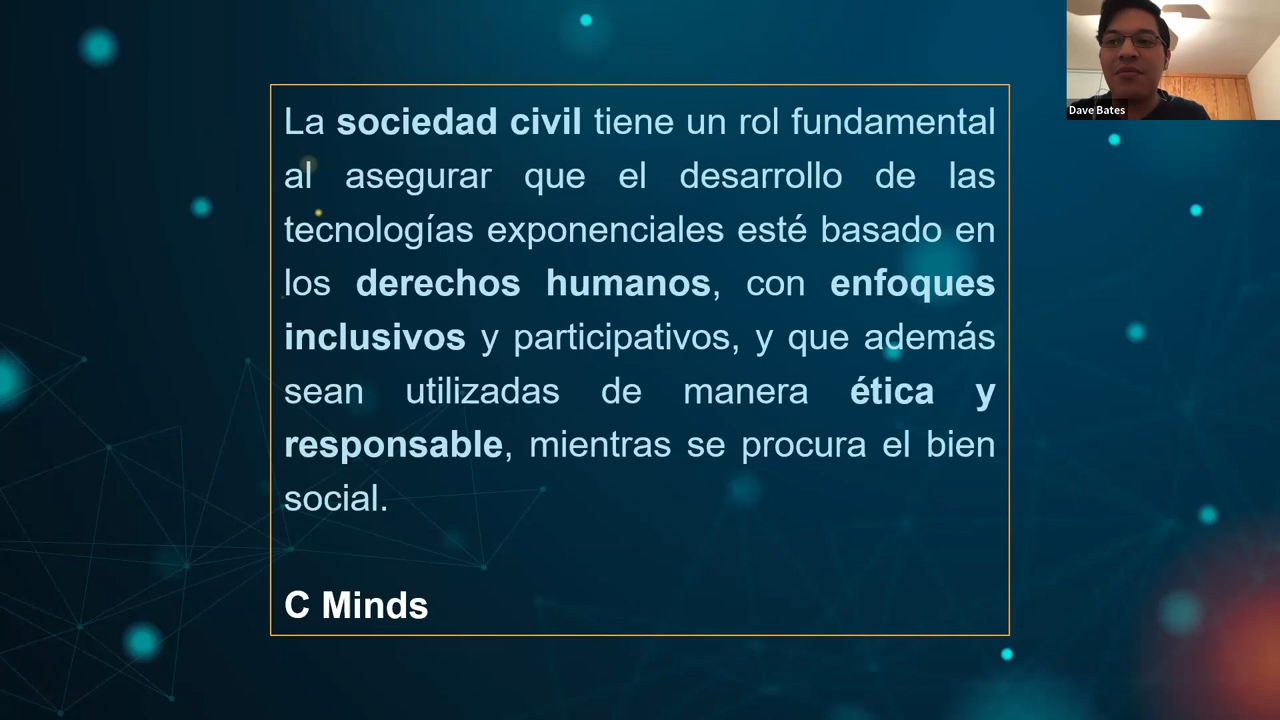 La sociedad civil tiene un rol fundamental
al asegurar que el desarrollo de las
tecnologías exponenciales esté basado en
los derechos humanos, con enfoques
inclusivos y participativos, y que además
sean utilizadas de manera ética y
responsable, mientras se procura el bien
social.
C Minds
Dave Bates